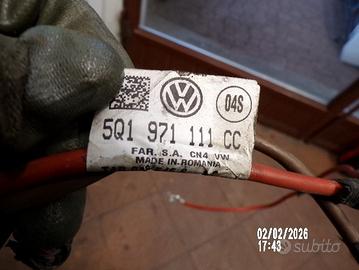 04S
5Q1 971 111 CC
FAR. S.A. CN4 VW
MADE IN ROMANIA
02/02/2026
17:43
subito